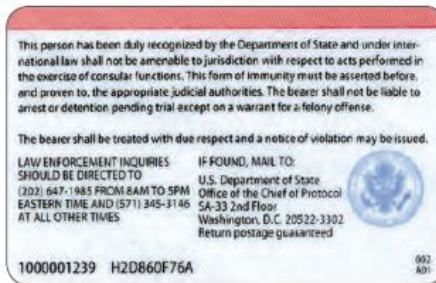 This person has been duly recognized by the Department of State and under inter-
national law shall not be amenable to jurisdiction with respect to acts performed in
the exercise of consular functions. This form of immunity must be asserted before,
and proven to, the appropriate judicial authorities. The bearer shall not be liable to
arrest or detention pending trial except on a warrant for a felony offense.
The bearer shall be treated with due respect and a notice of violation may be issued.
LAW ENFORCEMENT INQUIRIES
SHOULD BE DIRECTED TO
(202) 647-1985 FROM 8AM TO 5PM
EASTERN TIME AND (571) 345-3146
AT ALL OTHER TIMES
IF FOUND, MAIL TO:
U.S. Department of State
Office of the Chief of Protocol
SA-33 2nd Floor
Washington, D.C. 20522-3302
Return postage guaranteed
1000001239 H2D860F76A
002
A01